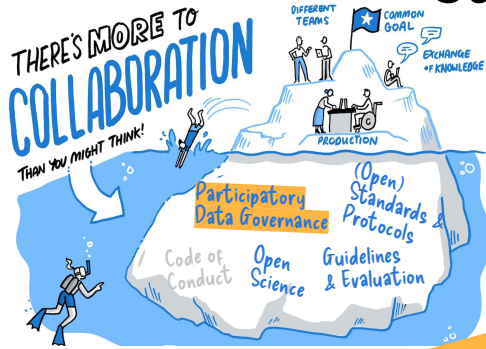 THERE'S MORE TO
COLLABORATION
THAN YOU MIGHT THINK!
DIFFERENT
TEAMS
COMMON
GOAL
EXCHANGE
OF KNOWLEDGE
PRODUCTION
Participatory
Data Governance
(Open)
Standards &
Protocols
Code of
Conduct
Open
Science
Guidelines
& Evaluation